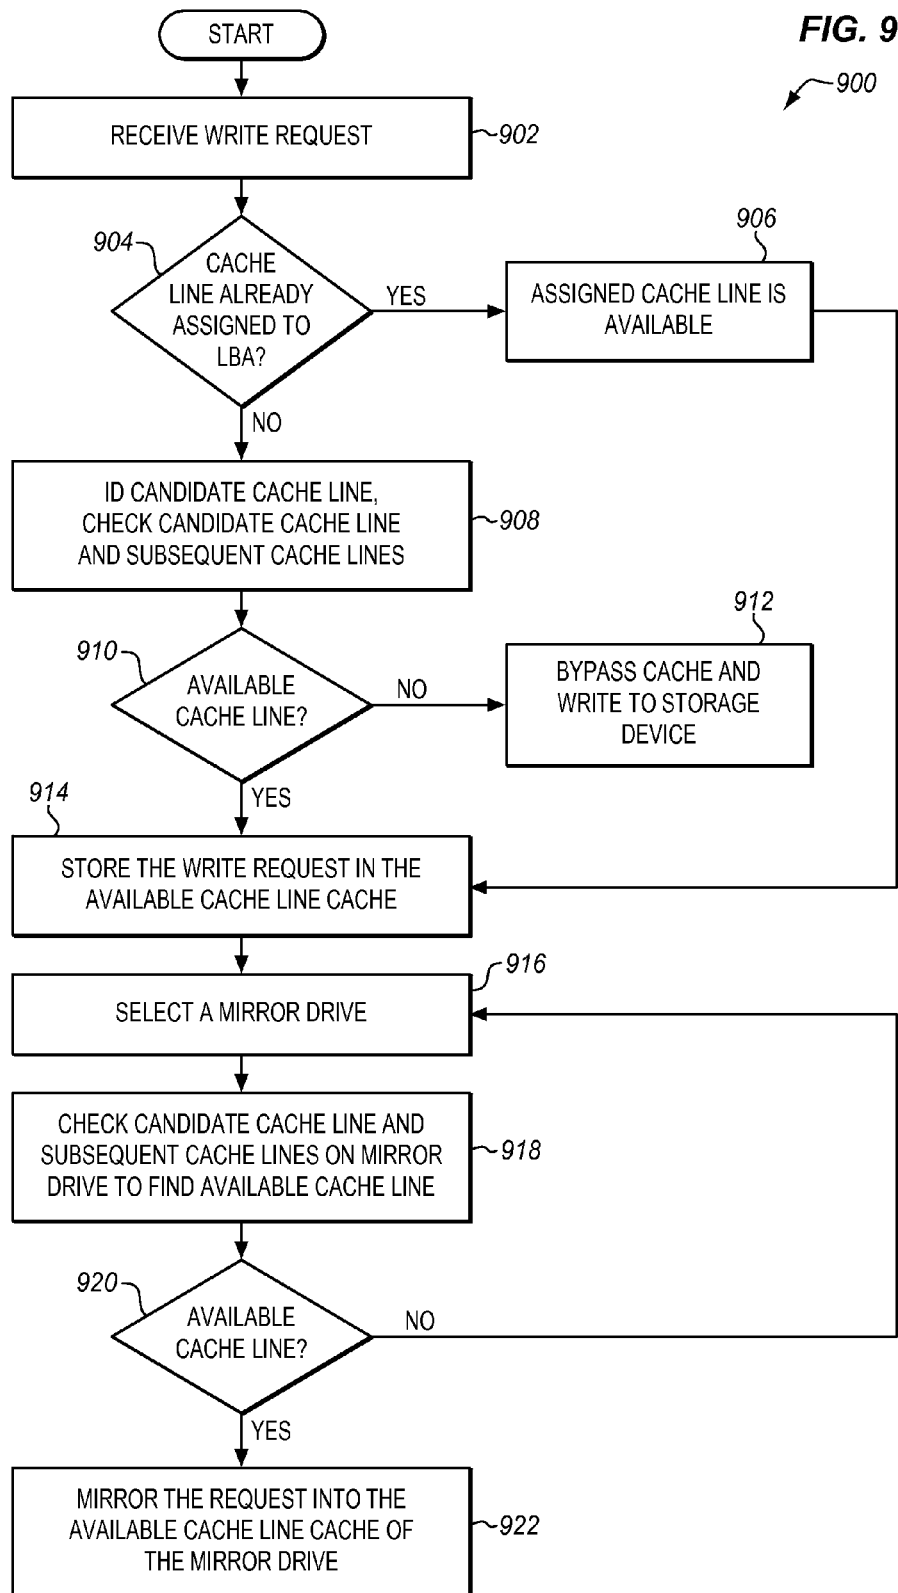 START
FIG. 9
900
RECEIVE WRITE REQUEST
902
904
CACHE
LINE ALREADY
ASSIGNED TO
LBA?
YES
906
ASSIGNED CACHE LINE IS
AVAILABLE
NO
ID CANDIDATE CACHE LINE,
CHECK CANDIDATE CACHE LINE
AND SUBSEQUENT CACHE LINES
908
910
AVAILABLE
CACHE LINE?
NO
912
BYPASS CACHE AND
WRITE TO STORAGE
DEVICE
YES
914
STORE THE WRITE REQUEST IN THE
AVAILABLE CACHE LINE CACHE
916
SELECT A MIRROR DRIVE
CHECK CANDIDATE CACHE LINE AND
SUBSEQUENT CACHE LINES ON MIRROR
DRIVE TO FIND AVAILABLE CACHE LINE
918
920
AVAILABLE
CACHE LINE?
NO
YES
MIRROR THE REQUEST INTO THE
AVAILABLE CACHE LINE CACHE OF
THE MIRROR DRIVE
922